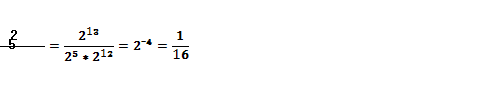 2/5 = 2¹³/(2⁵ * 2¹²) = 2⁻⁴ = 1/16